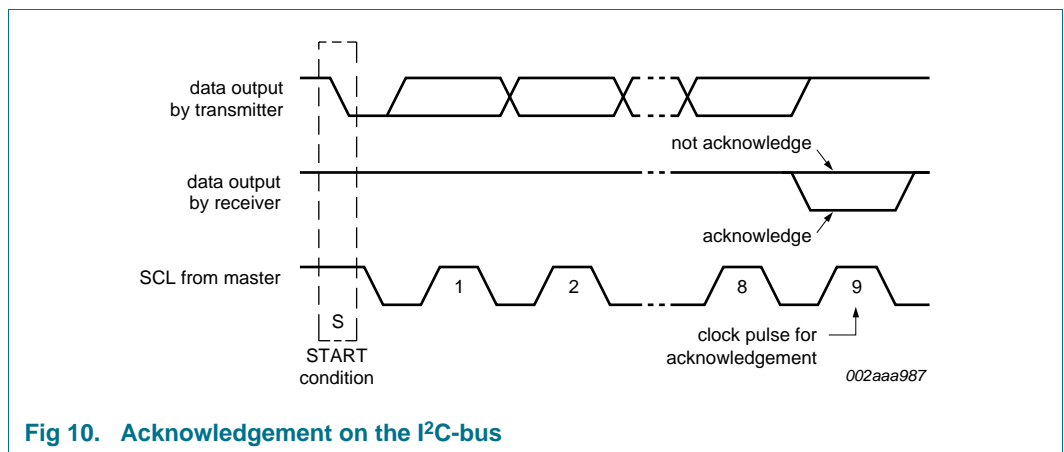 data output
by transmitter
not acknowledge
data output
by receiver
acknowledge
SCL from master
1
2
8
9
S
START
condition
clock pulse for
acknowledgement
002aaa987
Fig 10. Acknowledgement on the I²C-bus